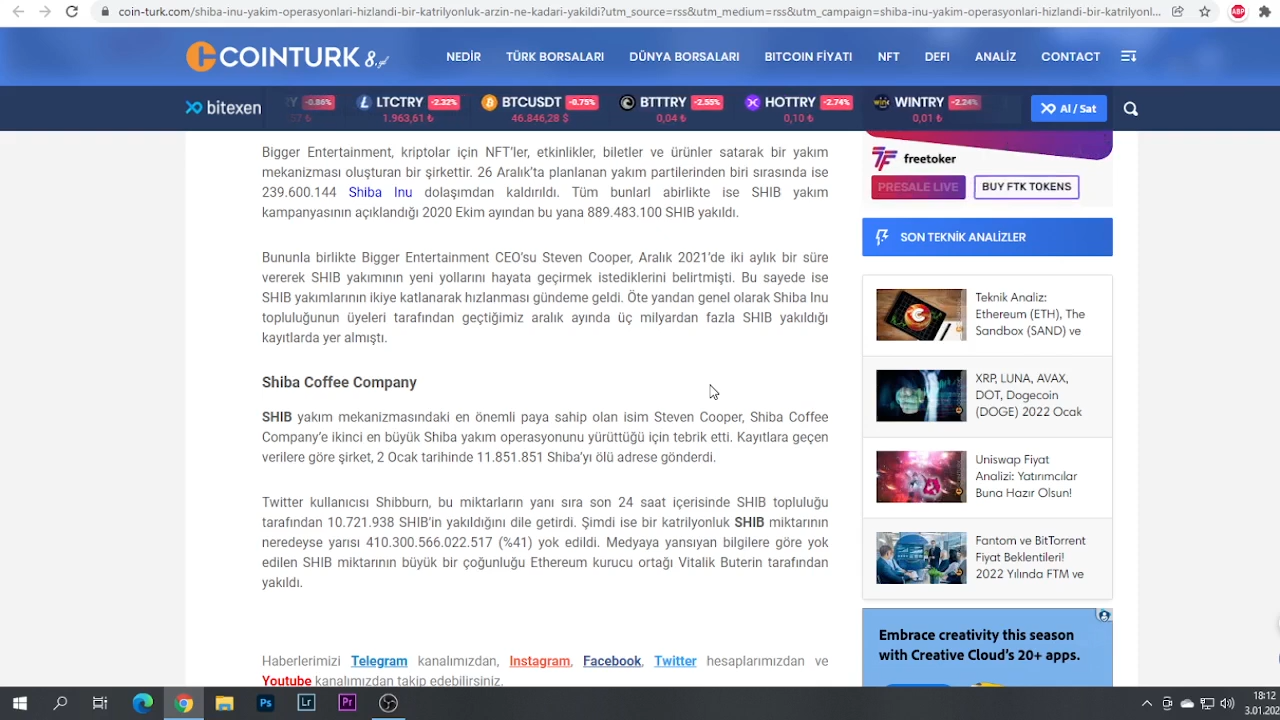 coin-turk.com/shiba-inu-yakim-operasyonlari-hizlandi-bir-katrilyonluk-arzin-ne-kadari-yakildi?utm_source=rss&utm_medium=rss&utm_campaign=shiba-inu-yakim-operasyonlari-hizlandi-bir-katrilyonl...
ABP
COINTURK 8.yıl
NEDİR
TÜRK BORSALARI
DÜNYA BORSALARI
BITCOIN FİYATI
NFT
DEFI
ANALİZ
CONTACT
bitexen
-0.86%
LTCTRY -2.32%
1.963,61 ₺
BTCUSDT -0.75%
46.846,28 $
BTTTRY -2.55%
0,04 ₺
HOTTRY -2.74%
0,10 ₺
WINTRY -2.24%
0,01 ₺
Al / Sat
Bigger Entertainment, kriptolar için NFT'ler, etkinlikler, biletler ve ürünler satarak bir yakım
mekanizması oluşturan bir şirkettir. 26 Aralık'ta planlanan yakım partilerinden biri sırasında ise
239.600.144 Shiba Inu dolaşımdan kaldırıldı. Tüm bunlarl abirlikte ise SHIB yakım
kampanyasının açıklandığı 2020 Ekim ayından bu yana 889.483.100 SHIB yakıldı.
Bununla birlikte Bigger Entertainment CEO'su Steven Cooper, Aralık 2021'de iki aylık bir süre
vererek SHIB yakımının yeni yollarını hayata geçirmek istediklerini belirtmişti. Bu sayede ise
SHIB yakımlarının ikiye katlanarak hızlanması gündeme geldi. Öte yandan genel olarak Shiba Inu
topluluğunun üyeleri tarafından geçtiğimiz aralık ayında üç milyardan fazla SHIB yakıldığı
kayıtlarda yer almıştı.
Shiba Coffee Company
SHIB yakım mekanizmasındaki en önemli paya sahip olan isim Steven Cooper, Shiba Coffee
Company'e ikinci en büyük Shiba yakım operasyonunu yürüttüğü için tebrik etti. Kayıtlara geçen
verilere göre şirket, 2 Ocak tarihinde 11.851.851 Shiba'yı ölü adrese gönderdi.
Twitter kullanıcısı Shibburn, bu miktarların yanı sıra son 24 saat içerisinde SHIB topluluğu
tarafından 10.721.938 SHIB'in yakıldığını dile getirdi. Şimdi ise bir katrilyonluk SHIB miktarının
neredeyse yarısı 410.300.566.022.517 (%41) yok edildi. Medyaya yansıyan bilgilere göre yok
edilen SHIB miktarının büyük bir çoğunluğu Ethereum kurucu ortağı Vitalik Buterin tarafından
yakıldı.
Haberlerimizi Telegram kanalımızdan, Instagram, Facebook, Twitter hesaplarımızdan ve
Youtube kanalımızdan takip edebilirsiniz.
freetoker
PRESALE LIVE
BUY FTK TOKENS
SON TEKNİK ANALİZLER
Teknik Analiz:
Ethereum (ETH), The
Sandbox (SAND) ve
XRP, LUNA, AVAX,
DOT, Dogecoin
(DOGE) 2022 Ocak
Uniswap Fiyat
Analizi: Yatırımcılar
Buna Hazır Olsun!
Fantom ve BitTorrent
Fiyat Beklentileri!
2022 Yılında FTM ve
Embrace creativity this season
with Creative Cloud's 20+ apps.
Ps
Lr
Pr
18:12
3.01.202